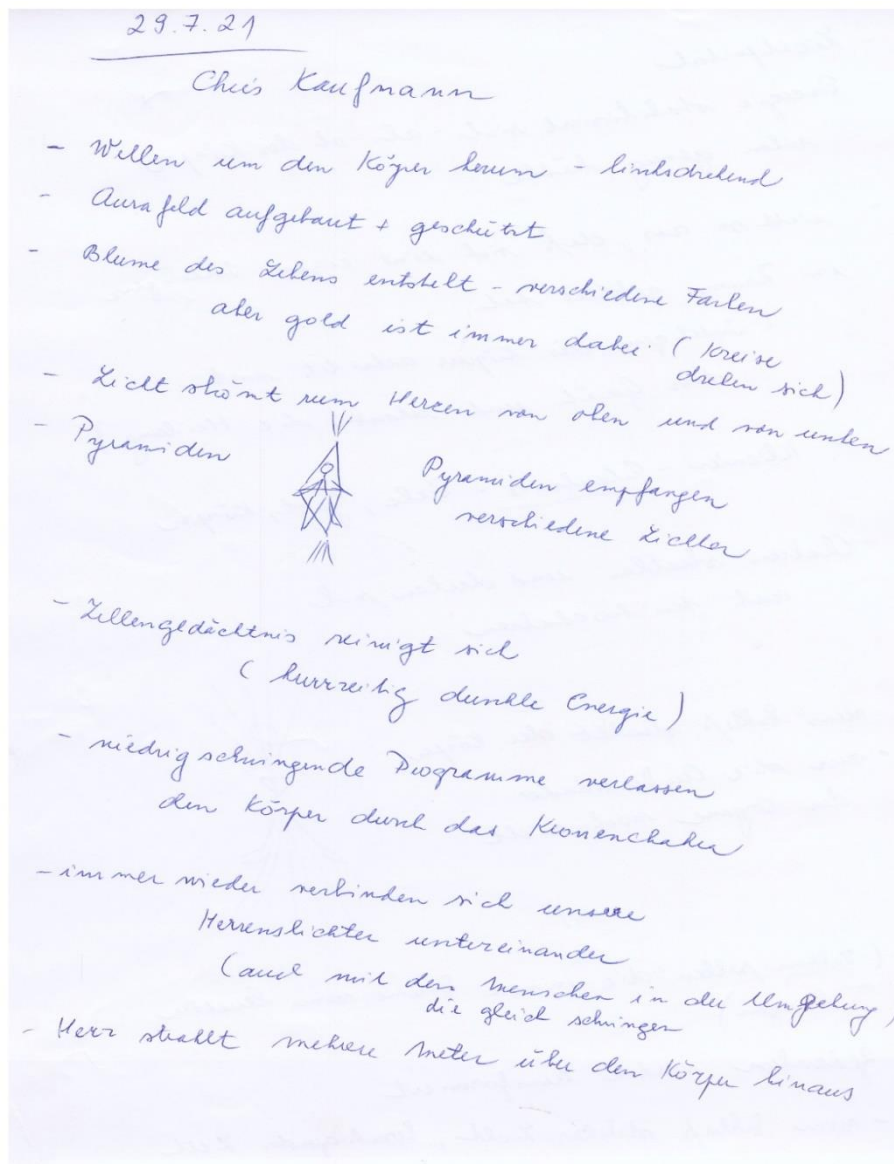 29.7.21
Chris Kaufmann
- Wellen um den Körper herum - linksdrehend
- Aurafeld aufgebaut + geschützt
- Blume des Lebens entsteht - verschiedene Farben
aber gold ist immer dabei (Kreise
drehen sich)
- Licht strömt zum Herzen von oben und von unten
- Pyramiden
Pyramiden empfangen
verschiedene Lichter
- Zellengedächtnis reinigt sich
(kurzzeitig dunkle Energie)
- niedrig schwingende Programme verlassen
den Körper durch das Kronenchakra
- immer wieder verbinden sich unsere
Herzenslichter untereinander
(auch mit den Menschen in der Umgebung)
die gleich schwingen
- Herz strahlt mehrere Meter über den Körper hinaus